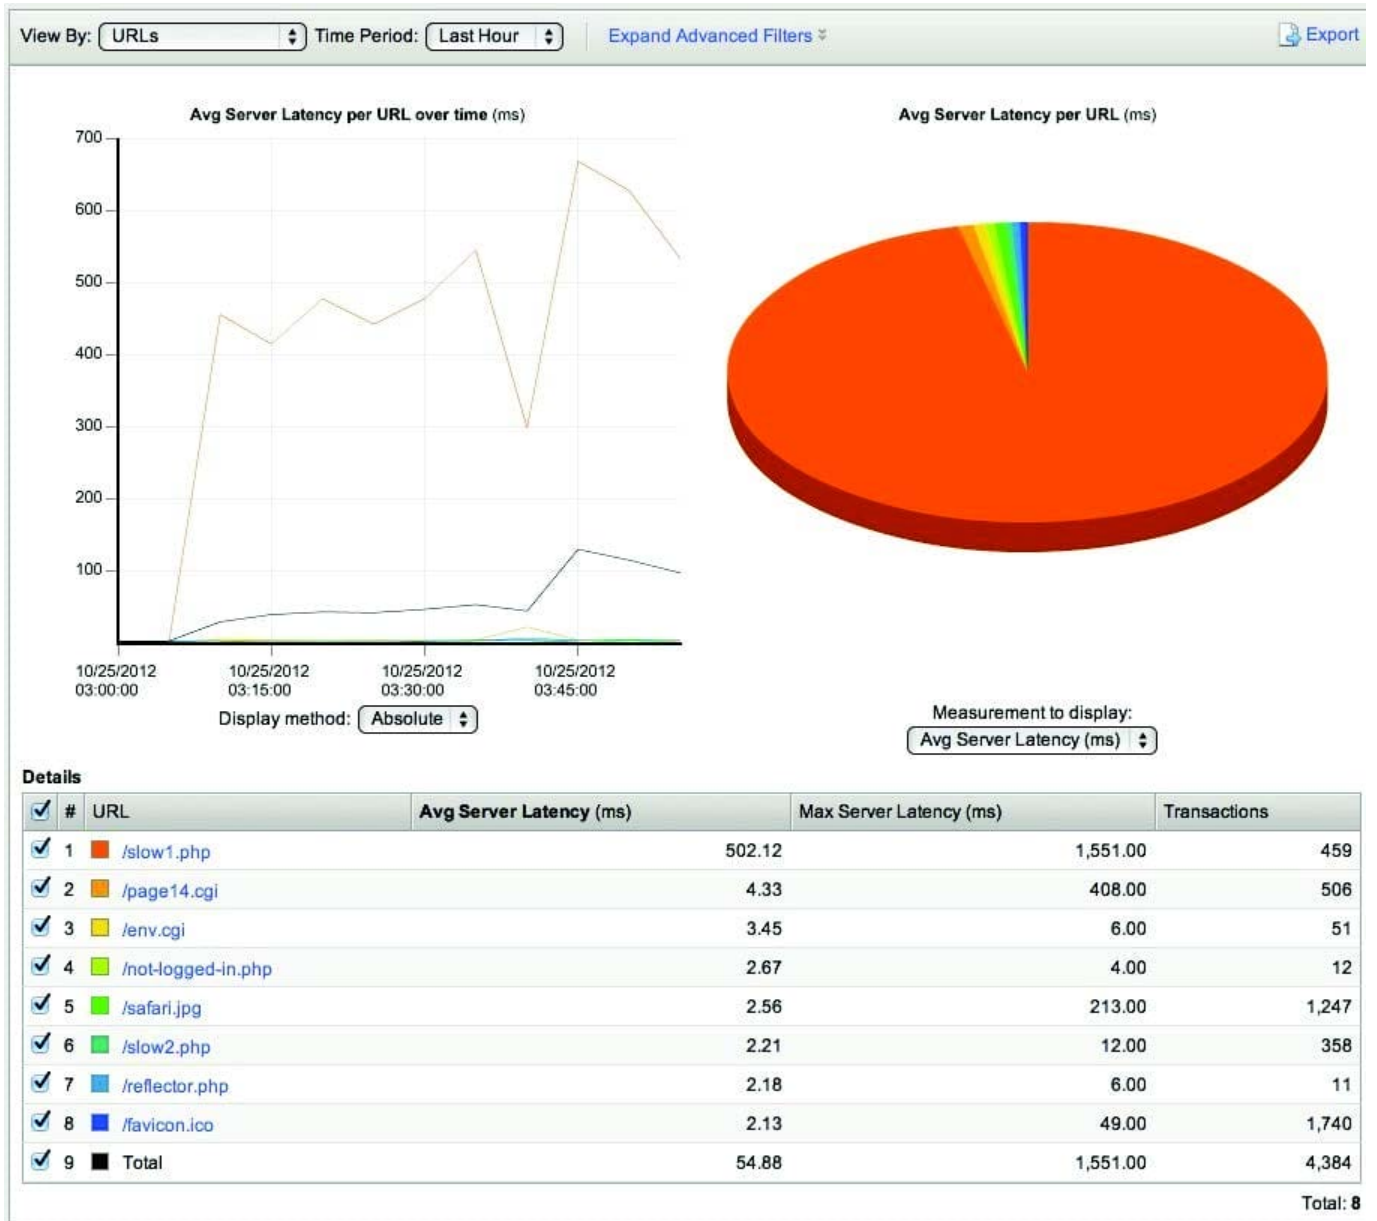 View By: URLs Time Period: Last Hour Expand Advanced Filters Export
Avg Server Latency per URL over time (ms)
700
600
500
400
300
200
100
10/25/2012 10/25/2012 10/25/2012 10/25/2012
03:00:00 03:15:00 03:30:00 03:45:00
Display method: Absolute
Avg Server Latency per URL (ms)
Measurement to display:
Avg Server Latency (ms)
Details
# URL Avg Server Latency (ms) Max Server Latency (ms) Transactions
1 /slow1.php 502.12 1,551.00 459
2 /page14.cgi 4.33 408.00 506
3 /env.cgi 3.45 6.00 51
4 /not-logged-in.php 2.67 4.00 12
5 /safari.jpg 2.56 213.00 1,247
6 /slow2.php 2.21 12.00 358
7 /reflector.php 2.18 6.00 11
8 /favicon.ico 2.13 49.00 1,740
9 Total 54.88 1,551.00 4,384
Total: 8